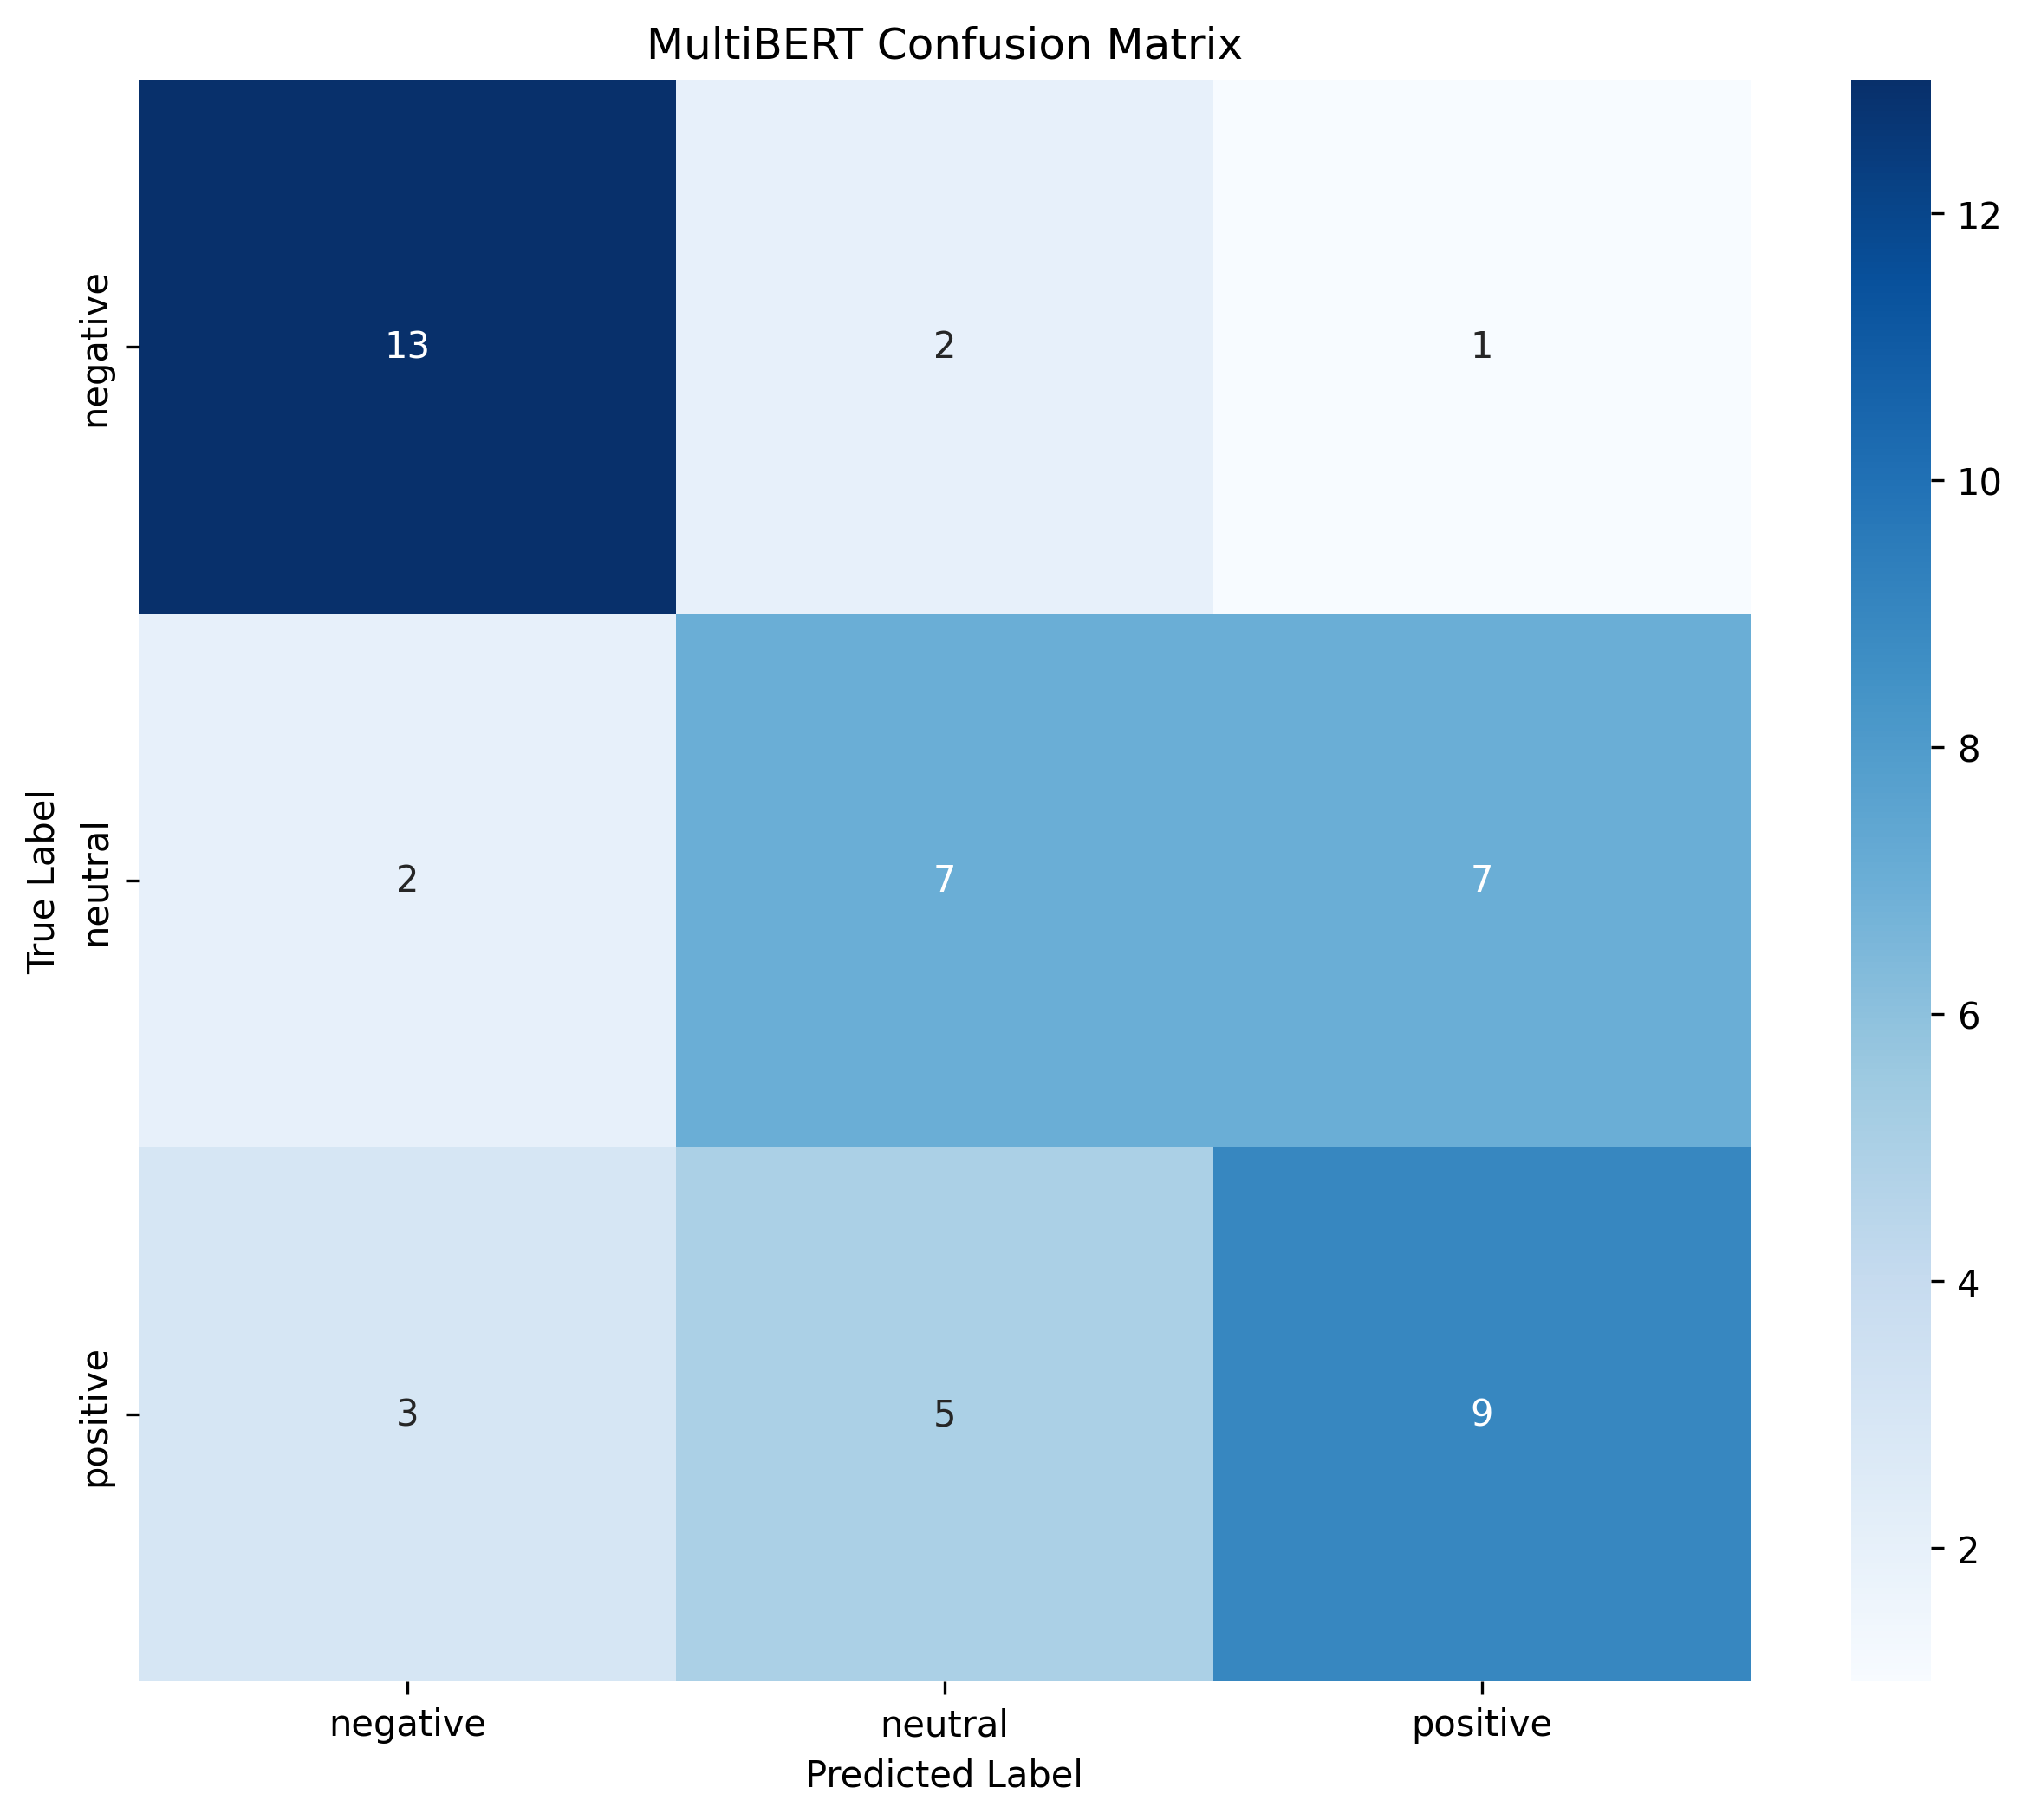 MultiBERT Confusion Matrix
True Label
negative
13 2 1
neutral
2 7 7
positive
3 5 9
negative neutral positive
Predicted Label
12
10
8
6
4
2